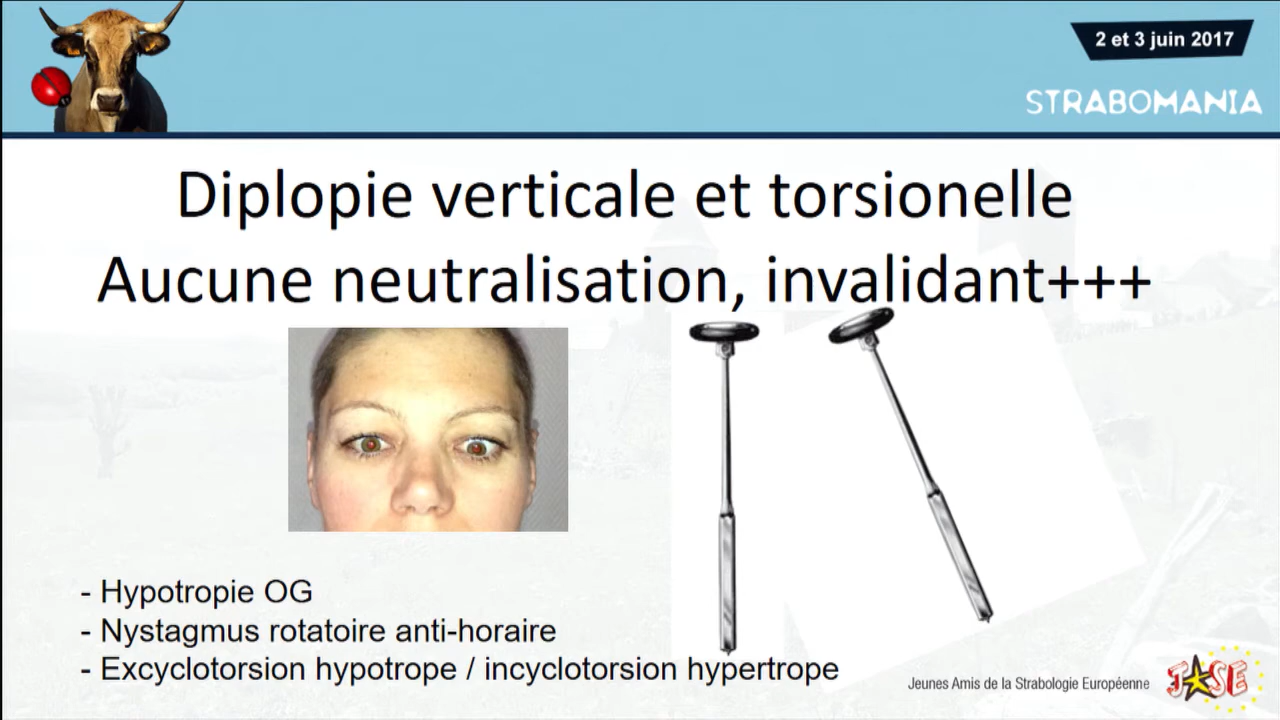 2 et 3 juin 2017
STRABOMANIA
Diplopie verticale et torsionelle
Aucune neutralisation, invalidant+++
- Hypotropie OG
- Nystagmus rotatoire anti-horaire
- Excyclotorsion hypotrope / incyclotorsion hypertrope
Jeunes Amis de la Strabologie Européenne
JASE